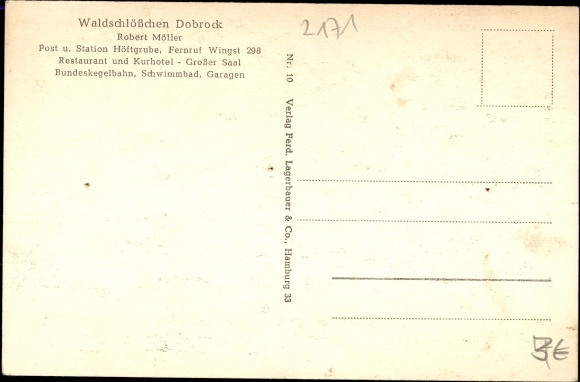 Waldschlößchen Dobrock
Robert Möller
Post u. Station Höftgrube, Fernruf Wingst 298
Restaurant und Kurhotel - Großer Saal
Bundeskegelbahn, Schwimmbad, Garagen
2171
Nr. 10 Verlag Ferd. Lagerbauer & Co., Hamburg 33